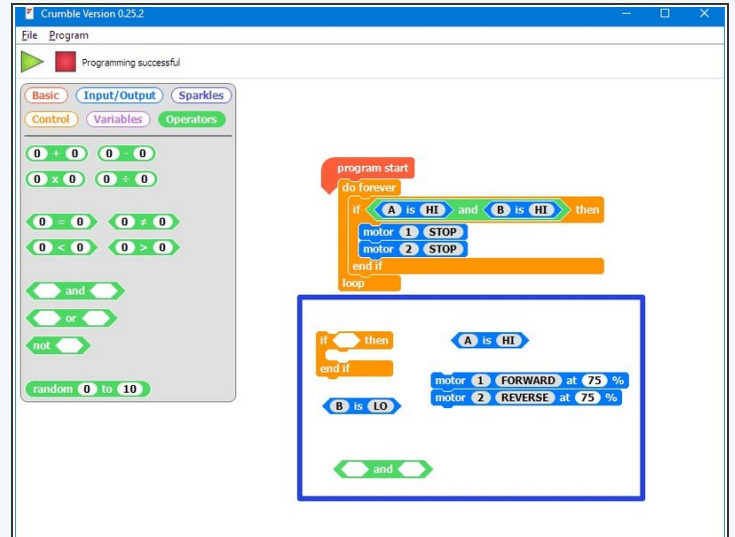 Crumble Version 0.25.2
File Program
Programming successful
Basic Input/Output Sparkles
Control Variables Operators
0 + 0 0 - 0
0 x 0 0 ÷ 0
0 = 0 0 ≠ 0
0 < 0 0 > 0
and
or
not
random 0 to 10
program start
do forever
if A is HI and B is HI then
motor 1 STOP
motor 2 STOP
end if
loop
if then
end if
A is HI
motor 1 FORWARD at 75 %
motor 2 REVERSE at 75 %
B is LO
and